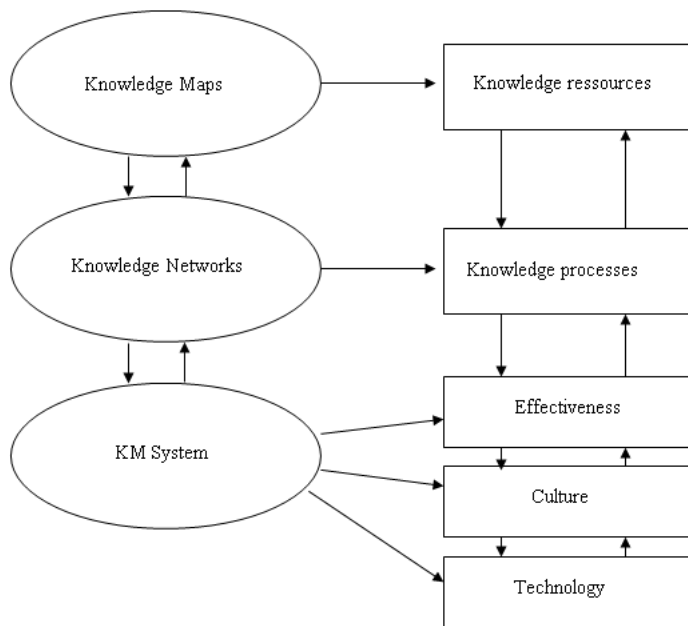 Knowledge Maps
Knowledge ressources
Knowledge Networks
Knowledge processes
Effectiveness
KM System
Culture
Technology